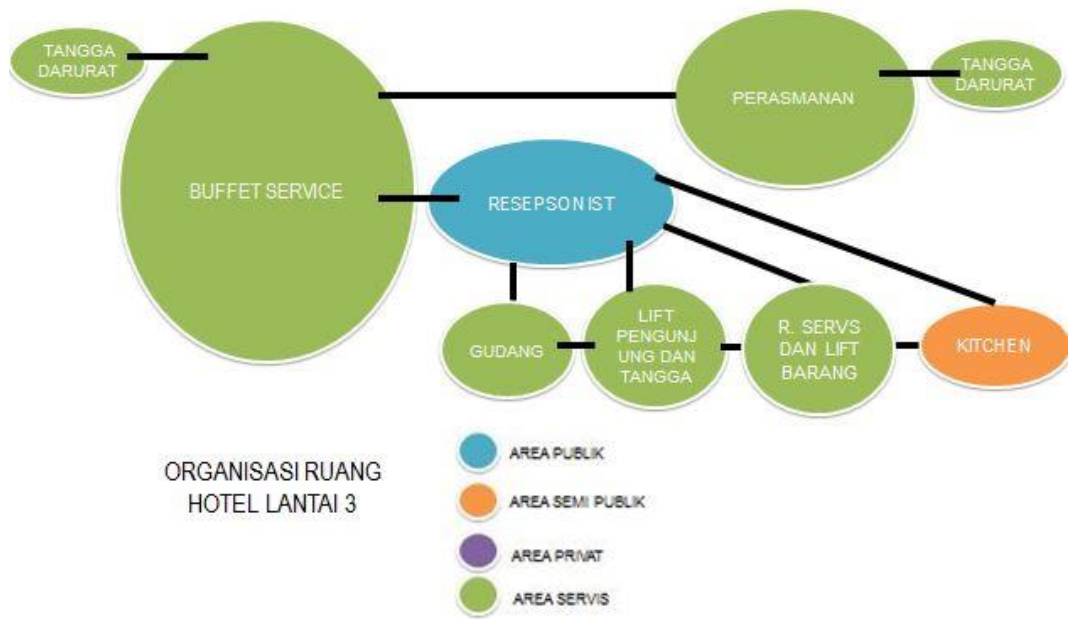 TANGGA
DARURAT
BUFFET SERVICE
PERASMANAN
TANGGA
DARURAT
RESEPSONIST
GUDANG
LIFT
PENGUNJ
UNG DAN
TANGGA
R. SERVS
DAN LIFT
BARANG
KITCHEN
ORGANISASI RUANG
HOTEL LANTAI 3
AREA PUBLIK
AREA SEMI PUBLIK
AREA PRIVAT
AREA SERVIS